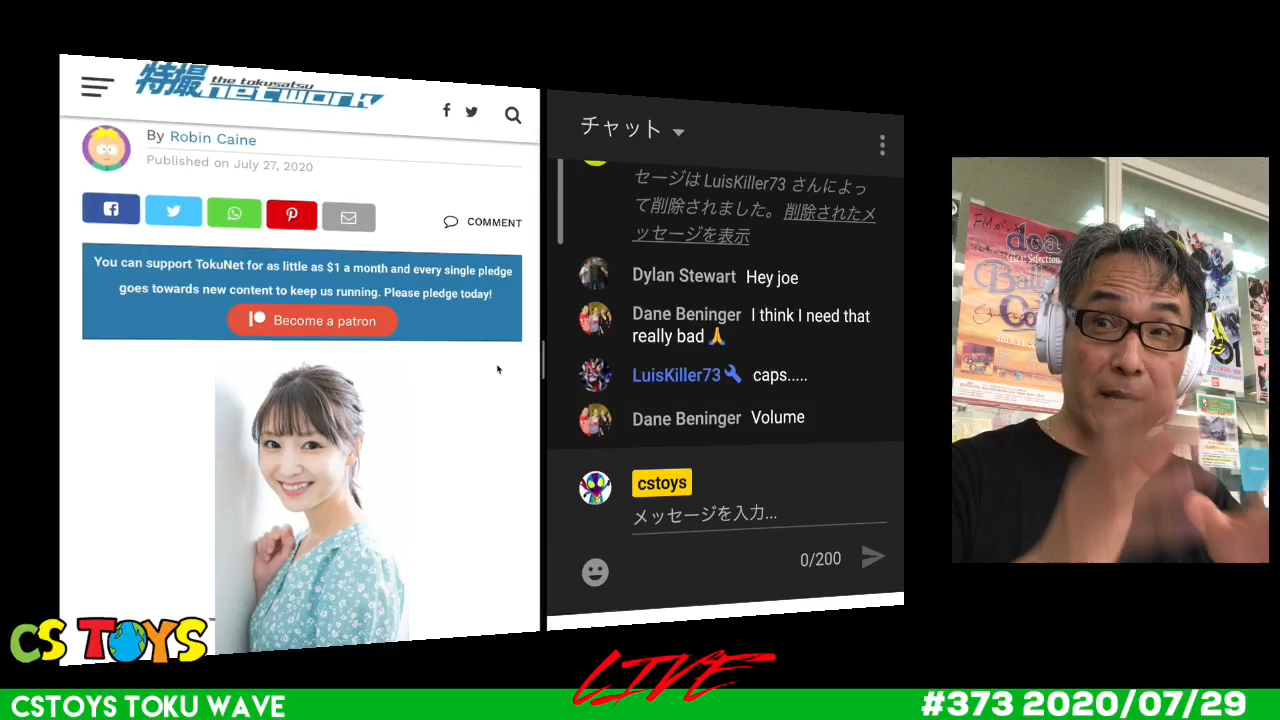 特撮
the tokusatsu
network
By Robin Caine
Published on July 27, 2020
COMMENT
You can support TokuNet for as little as $1 a month and every single pledge
goes towards new content to keep us running. Please pledge today!
Become a patron
チャット
セージは LuisKiller73 さんによっ
て削除されました。削除されたメ
ッセージを表示
Dylan Stewart Hey joe
Dane Beninger I think I need that
really bad 🙏
LuisKiller73 caps.....
Dane Beninger Volume
cstoys
メッセージを入力...
0/200
doa
Best Selection
2019.11.
CS TOYS
LIVE
CSTOYS TOKU WAVE
#373 2020/07/29